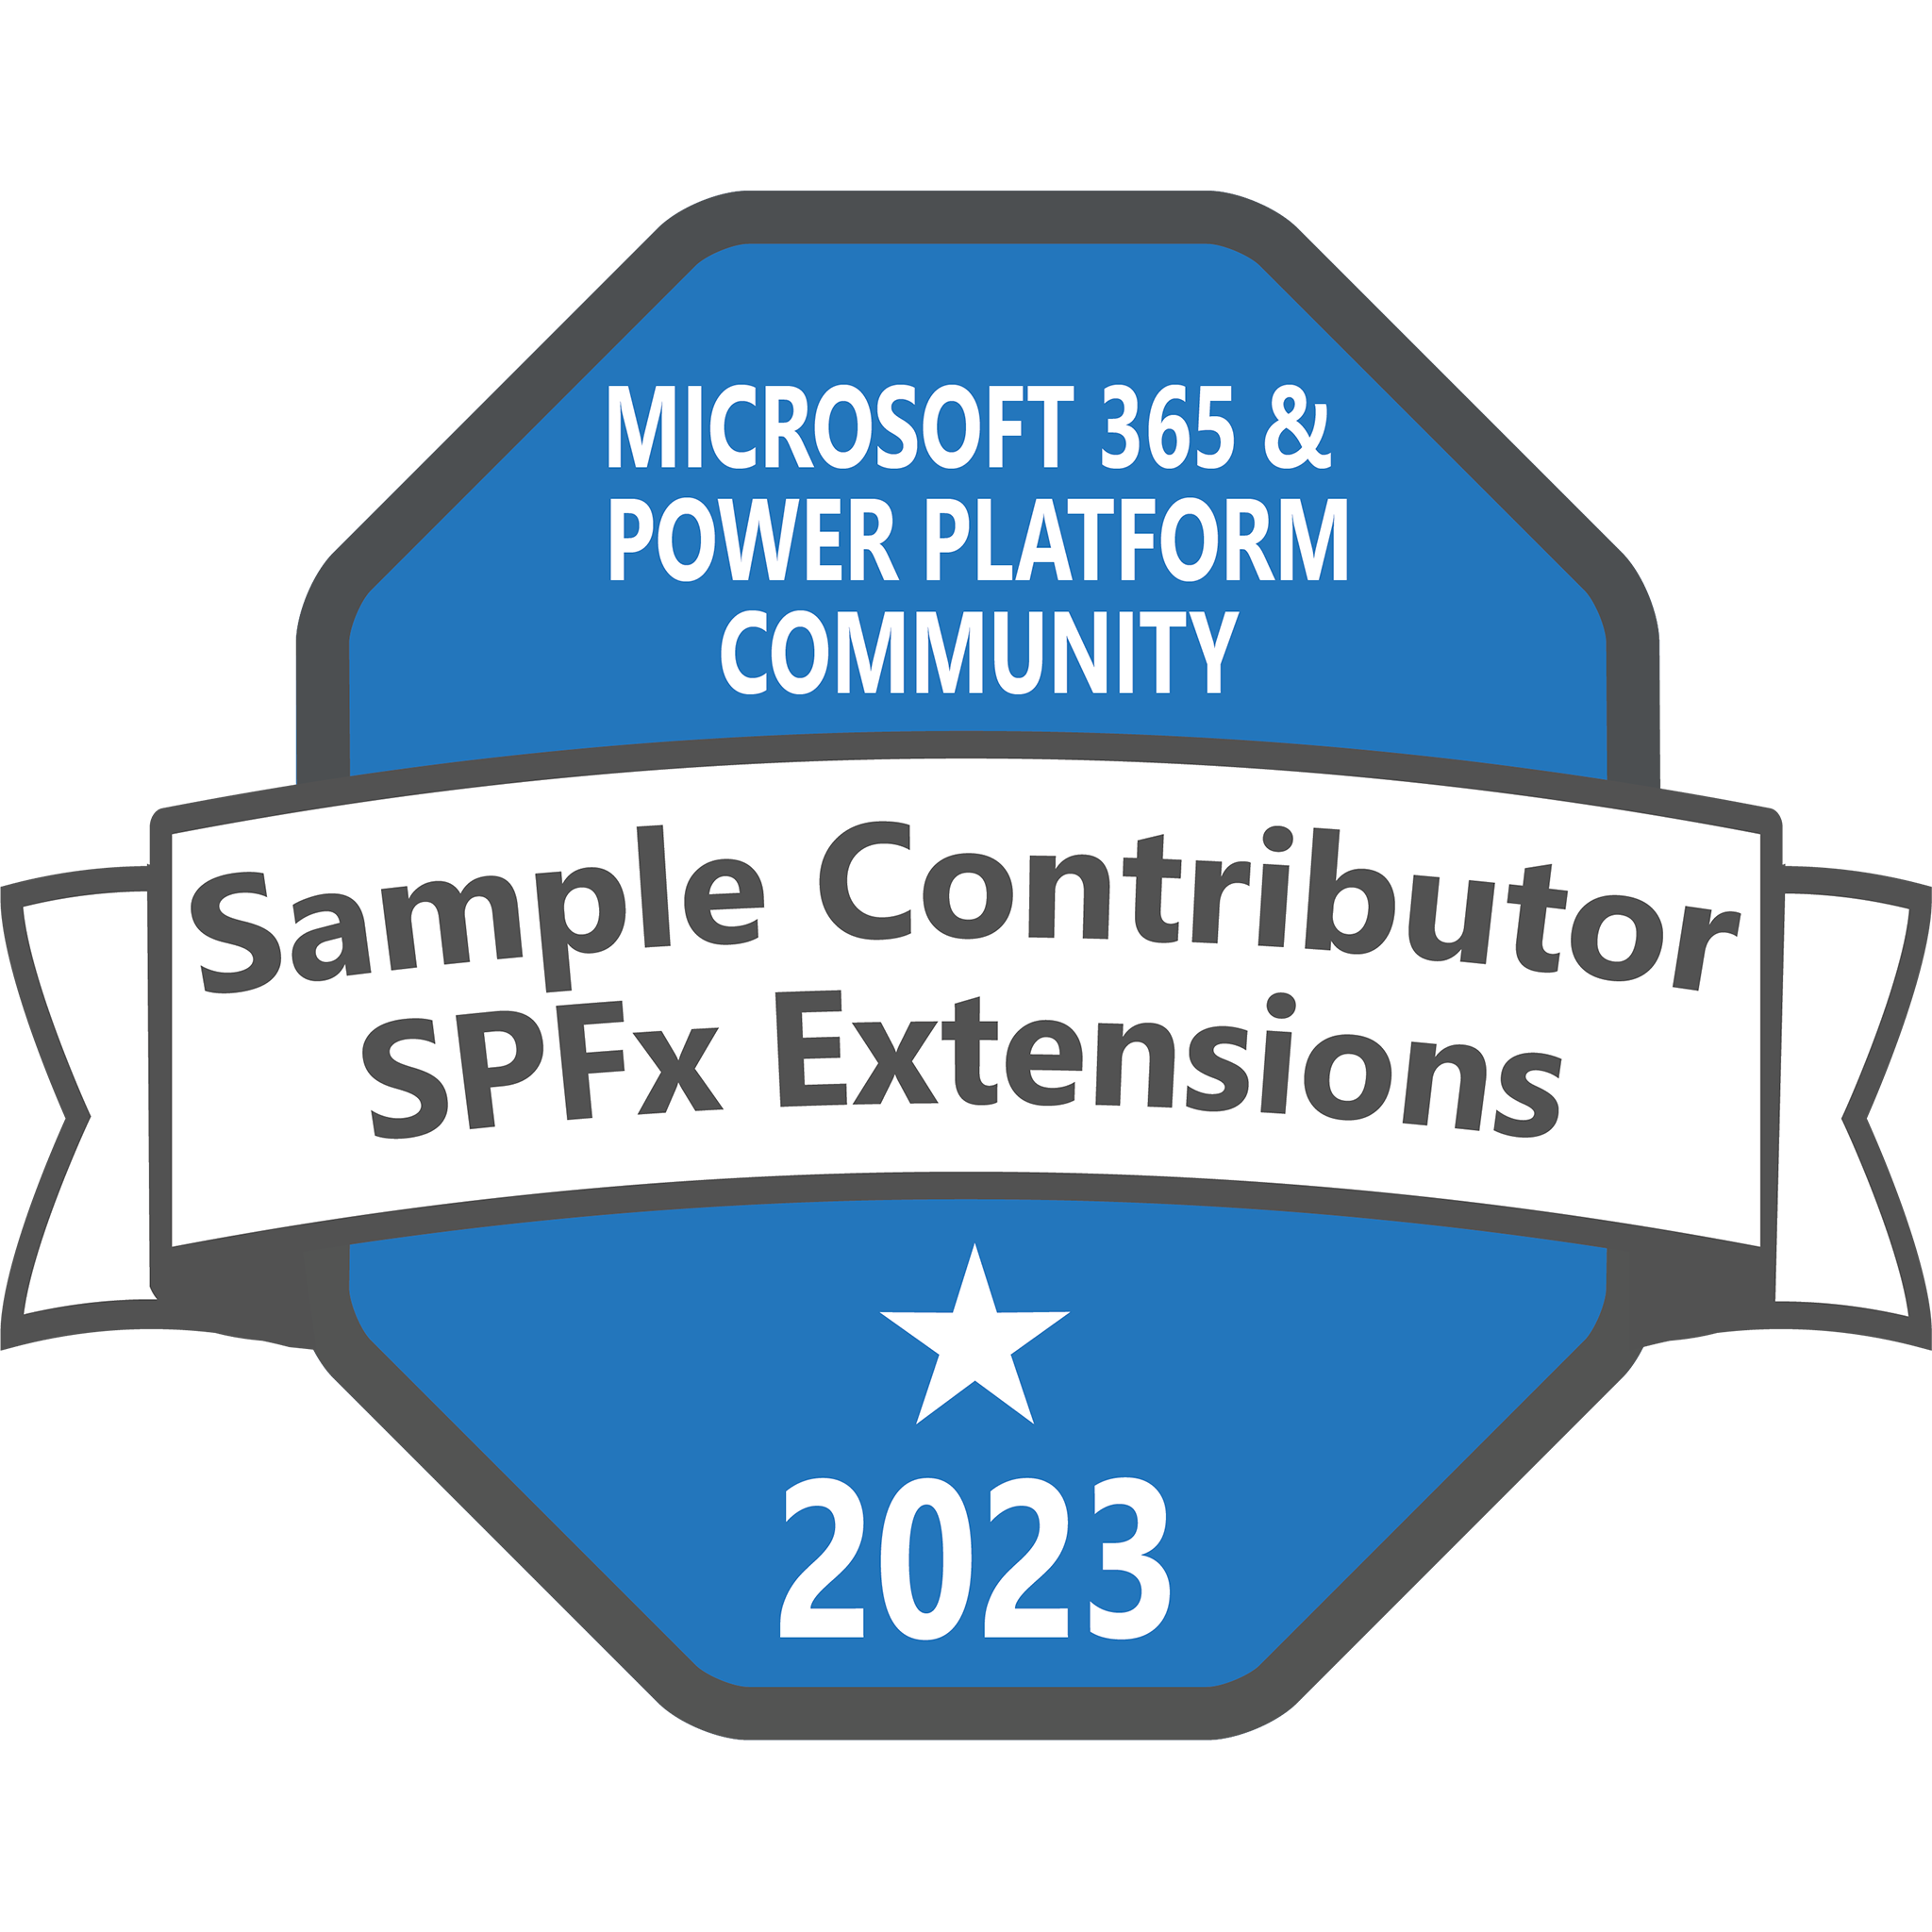 MICROSOFT 365 &
POWER PLATFORM
COMMUNITY
Sample Contributor
SPFx Extensions
2023